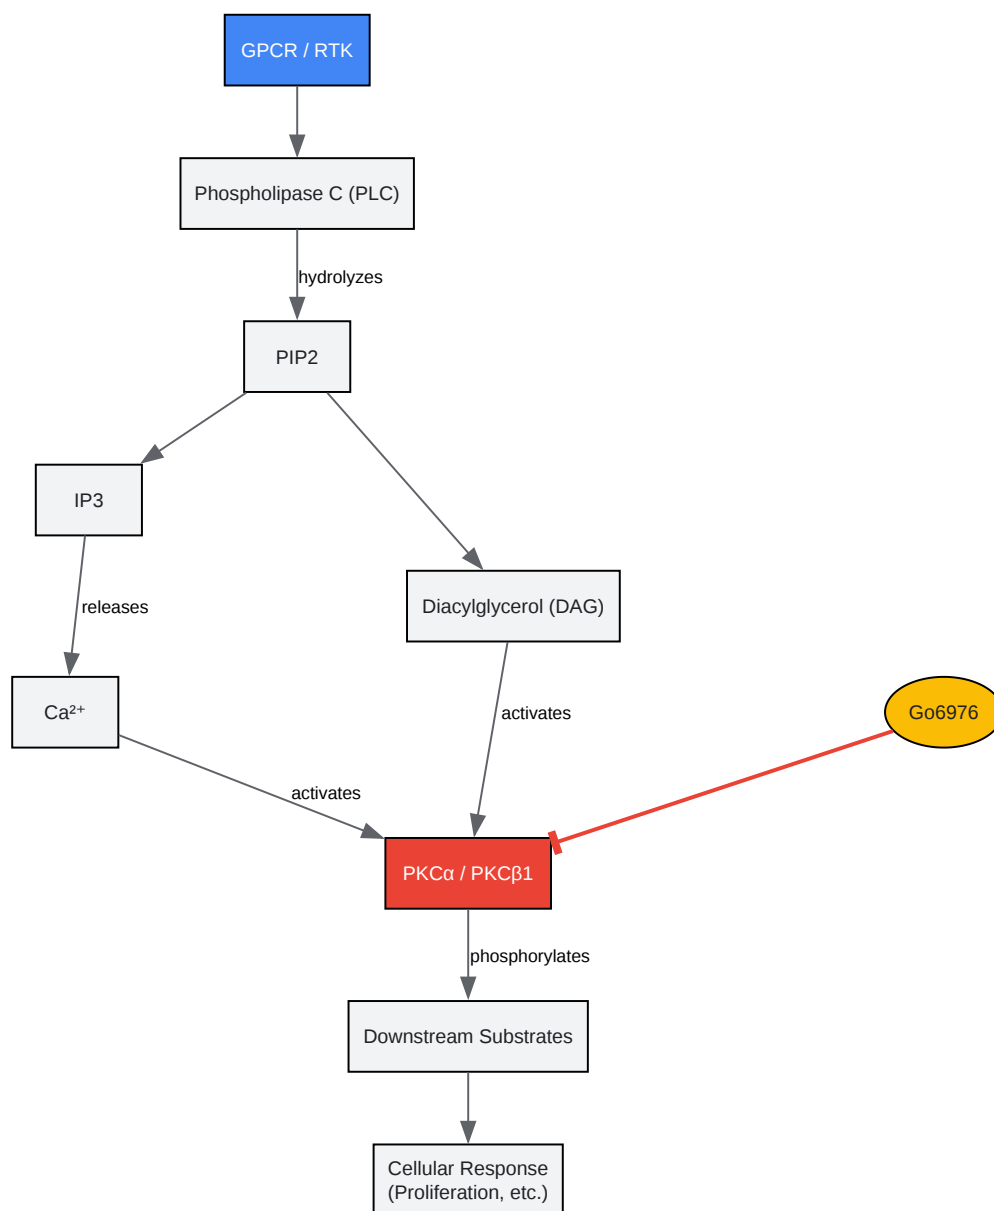 GPCR / RTK
Phospholipase C (PLC)
hydrolyzes
PIP2
IP3
Diacylglycerol (DAG)
releases
Ca²⁺
activates
Go6976
activates
PKCα / PKCβ1
phosphorylates
Downstream Substrates
Cellular Response
(Proliferation, etc.)